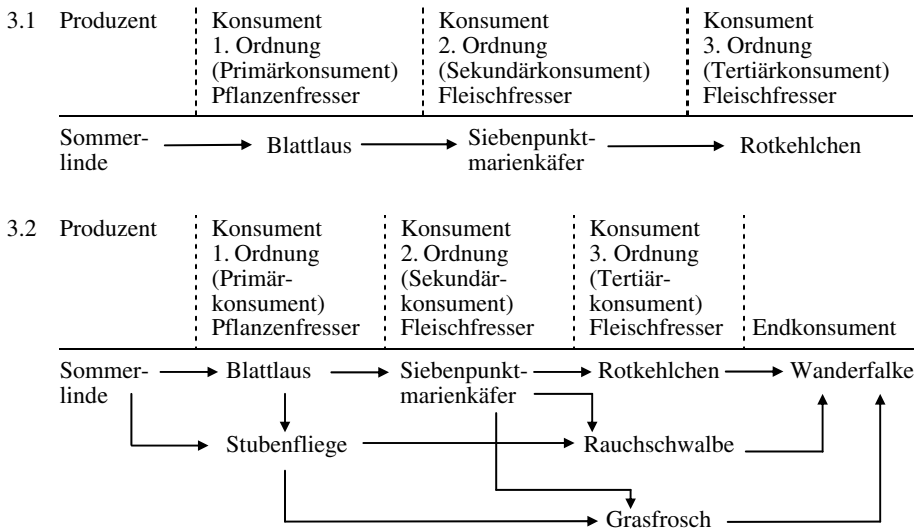 3.1 Produzent Konsument Konsument Konsument
1. Ordnung 2. Ordnung 3. Ordnung
(Primärkonsument) (Sekundärkonsument) (Tertiärkonsument)
Pflanzenfresser Fleischfresser Fleischfresser
Sommer- Siebenpunkt-
linde Blattlaus marienkäfer Rotkehlchen
3.2 Produzent Konsument Konsument Konsument
1. Ordnung 2. Ordnung 3. Ordnung
(Primär- (Sekundär- (Tertiär-
konsument) konsument) konsument)
Pflanzenfresser Fleischfresser Fleischfresser Endkonsument
Sommer- Blattlaus Siebenpunkt- Rotkehlchen Wanderfalke
linde marienkäfer
Stubenfliege Rauchschwalbe
Grasfrosch